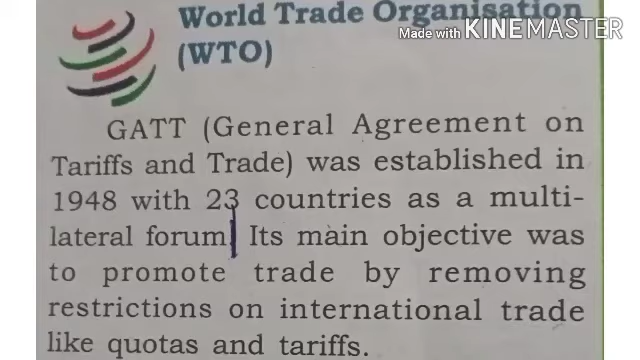 World Trade Organisation
Made with KINEMASTER
(WTO)
GATT (General Agreement on
Tariffs and Trade) was established in
1948 with 23 countries as a multi-
lateral forum. Its main objective was
to promote trade by removing
restrictions on international trade
like quotas and tariffs.